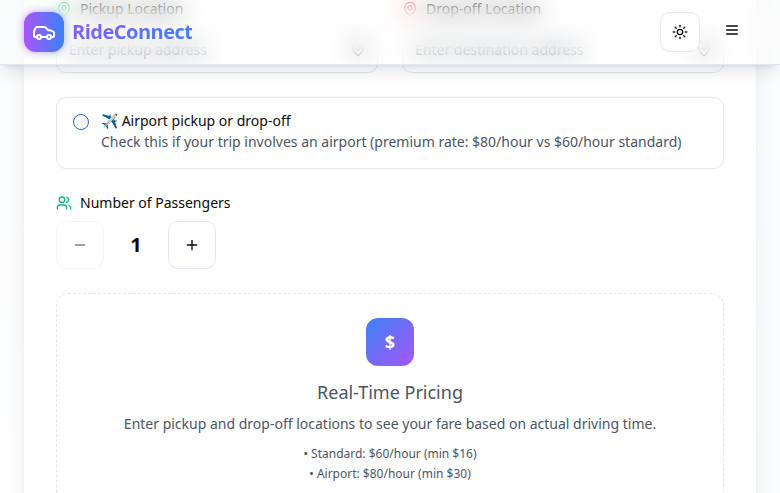 Pickup Location
Drop-off Location
RideConnect
Enter pickup address
Enter destination address
✈️ Airport pickup or drop-off
Check this if your trip involves an airport (premium rate: $80/hour vs $60/hour standard)
Number of Passengers
− 1 +
$
Real-Time Pricing
Enter pickup and drop-off locations to see your fare based on actual driving time.
• Standard: $60/hour (min $16)
• Airport: $80/hour (min $30)